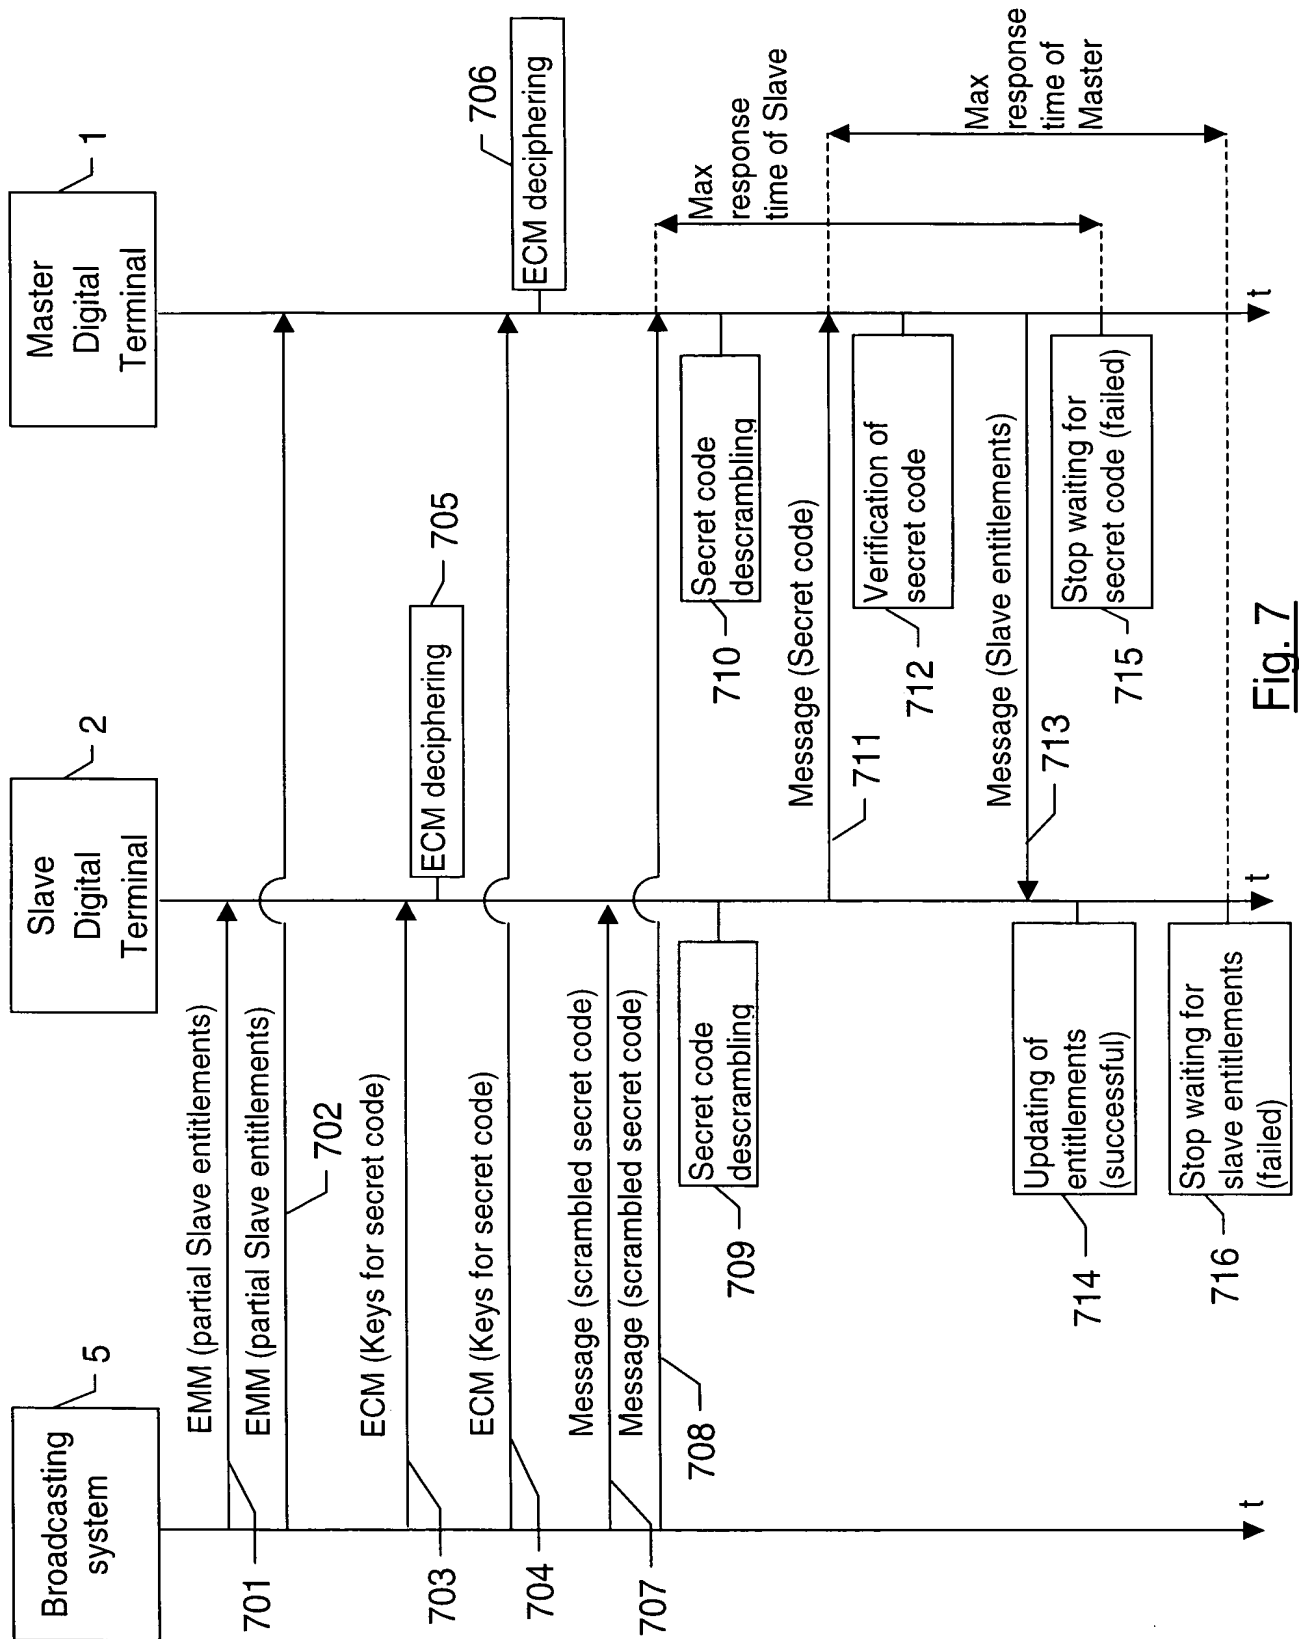 Broadcasting
system
5
Slave
Digital
Terminal
2
Master
Digital
Terminal
1
EMM (partial Slave entitlements)
701
EMM (partial Slave entitlements)
702
ECM (Keys for secret code)
703
ECM deciphering
705
ECM (Keys for secret code)
704
ECM deciphering
706
Message (scrambled secret code)
707
Message (scrambled secret code)
708
Secret code
descrambling
709
Secret code
descrambling
710
Max
response
time of Slave
Message (Secret code)
711
Verification of
secret code
712
Max
response
time of
Master
Message (Slave entitlements)
713
Updating of
entitlements
(successful)
714
Stop waiting for
secret code (failed)
715
Stop waiting for
slave entitlements
(failed)
716
t
t
t
Fig. 7